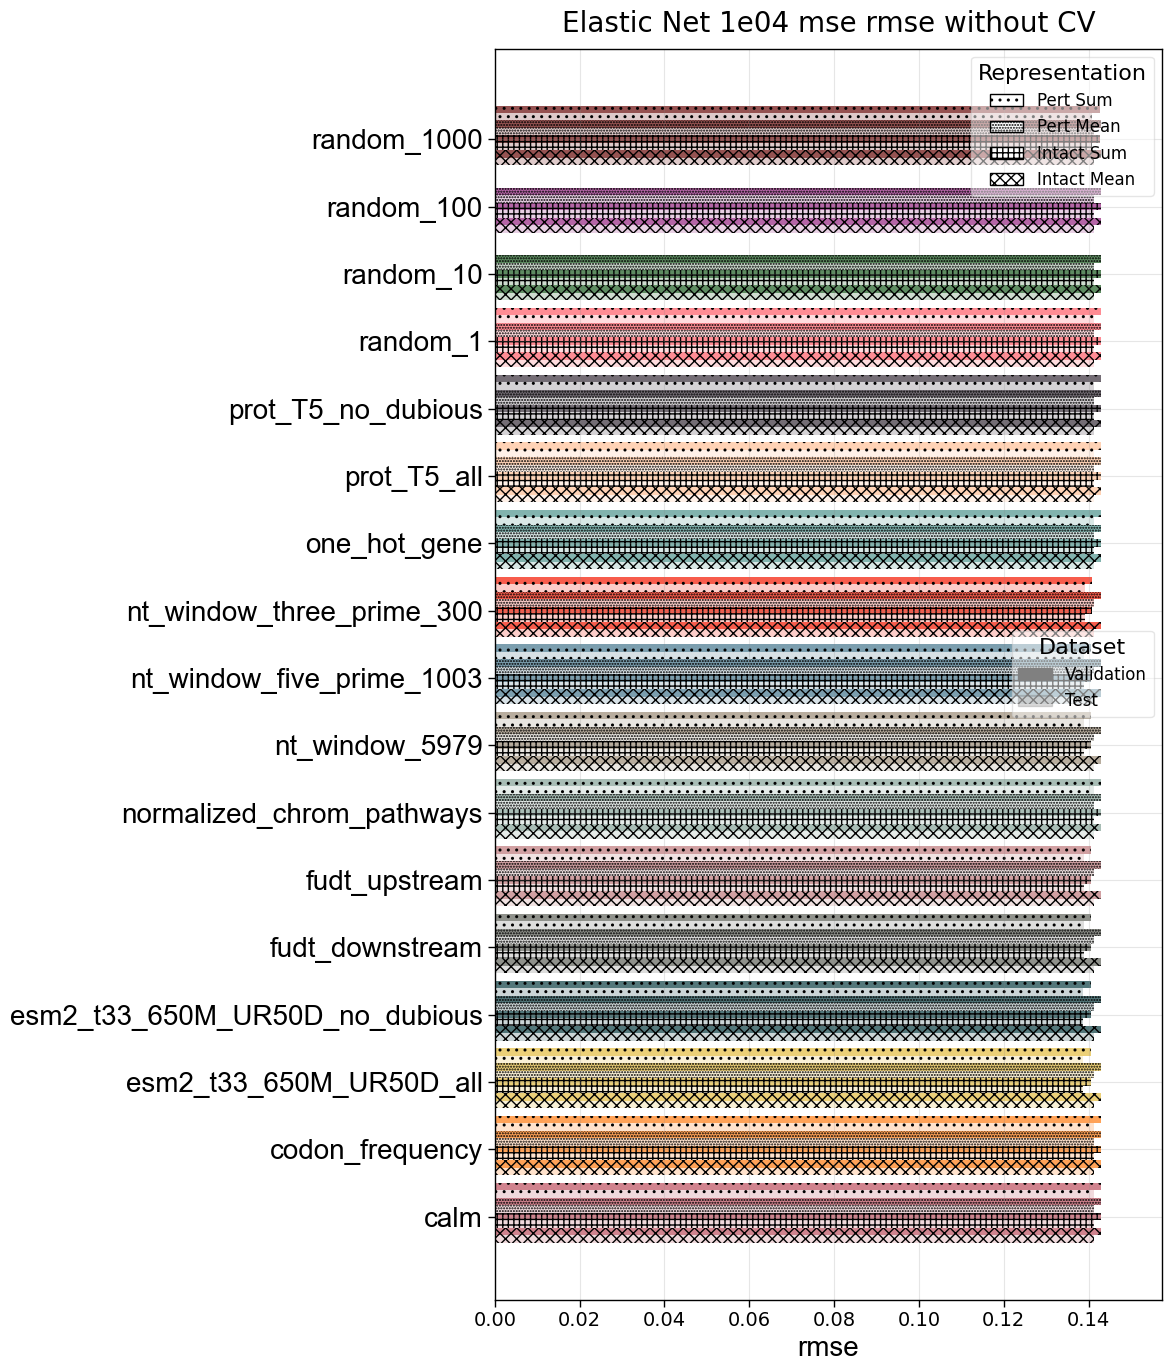 Elastic Net 1e04 mse rmse without CV
Representation
Pert Sum
Pert Mean
Intact Sum
Intact Mean
random_1000
random_100
random_10
random_1
prot_T5_no_dubious
prot_T5_all
one_hot_gene
nt_window_three_prime_300
Dataset
Validation
Test
nt_window_five_prime_1003
nt_window_5979
normalized_chrom_pathways
fudt_upstream
fudt_downstream
esm2_t33_650M_UR50D_no_dubious
esm2_t33_650M_UR50D_all
codon_frequency
calm
0.00 0.02 0.04 0.06 0.08 0.10 0.12 0.14
rmse